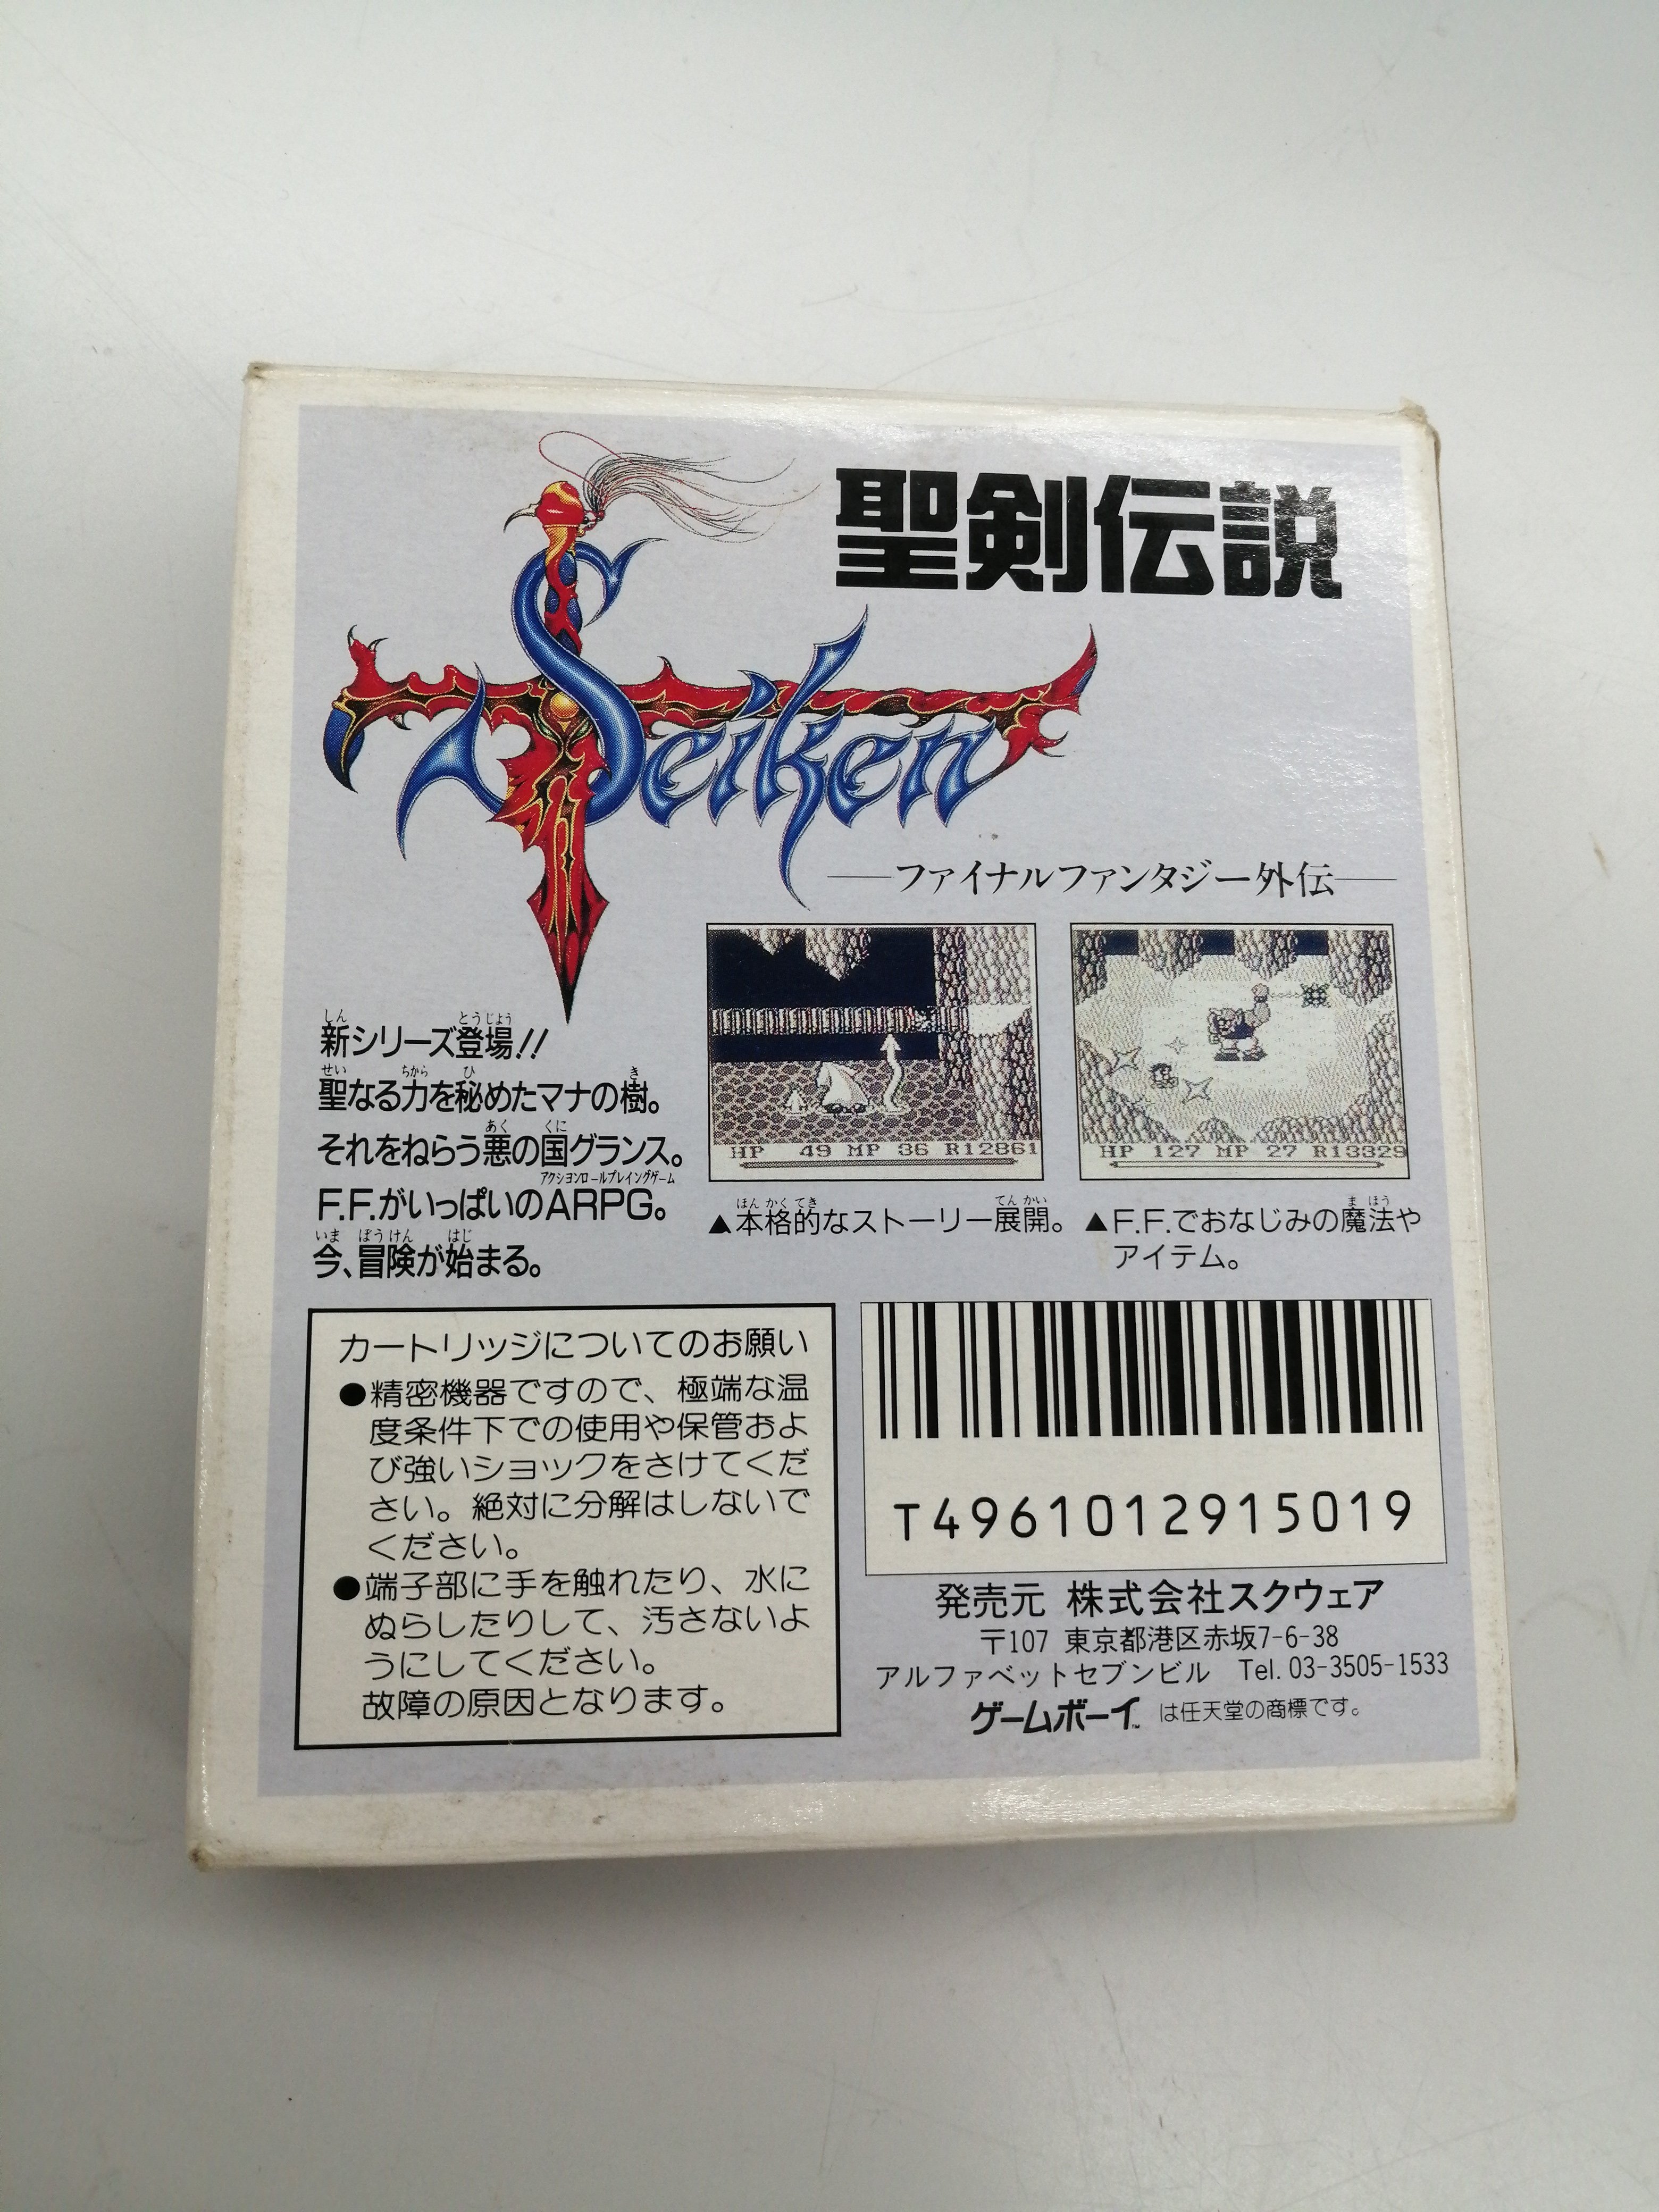 聖剣伝説
Seiken
ファイナルファンタジー外伝
新シリーズ登場!!
聖なる力を秘めたマナの樹。
それをねらう悪の国グランス。
F.F.がいっぱいのARPG。
今、冒険が始まる。
HP 49 MP 36 R12861
▲本格的なストーリー展開。
HP 127 MP 27 R13329
▲F.F.でおなじみの魔法や
アイテム。
カートリッジについてのお願い
●精密機器ですので、極端な温
度条件下での使用や保管およ
び強いショックをさけてくだ
さい。絶対に分解はしないで
ください。
●端子部に手を触れたり、水に
ぬらしたりして、汚さないよ
うにしてください。
故障の原因となります。
T4961012915019
発売元 株式会社スクウェア
〒107 東京都港区赤坂7-6-38
アルファベットセブンビル Tel. 03-3505-1533
ゲームボーイ™ は任天堂の商標です。